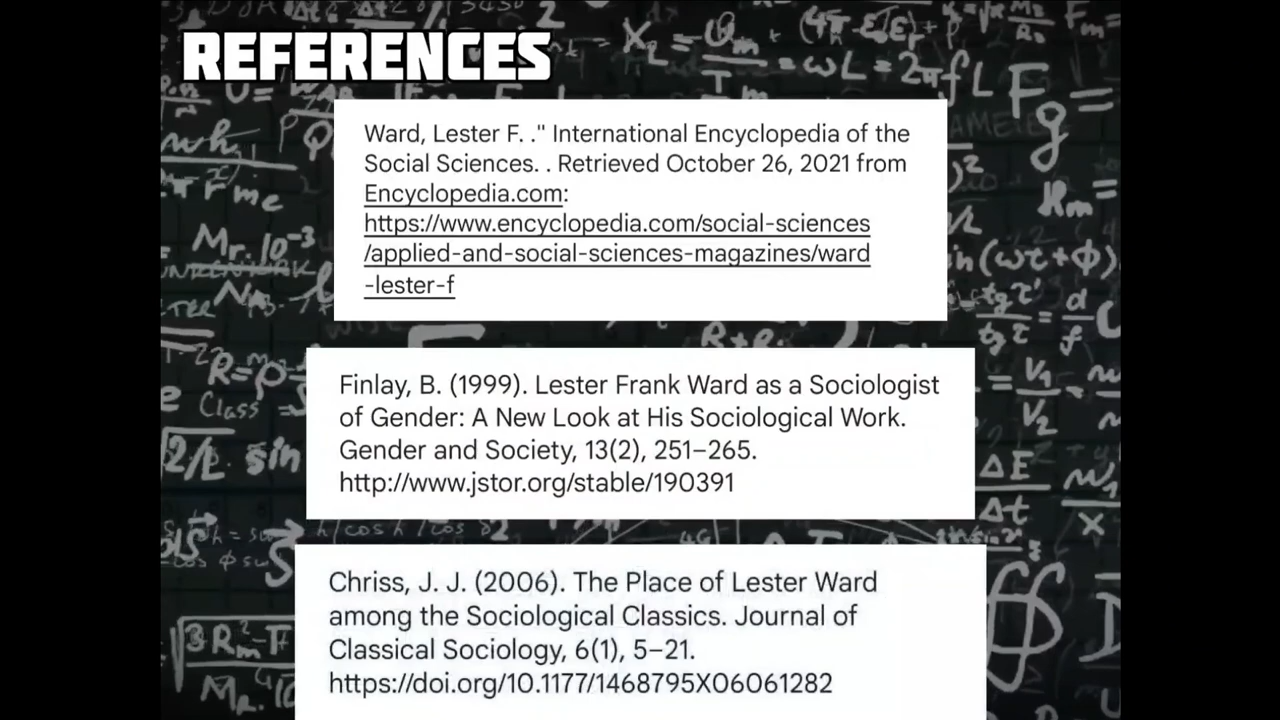 REFERENCES
Ward, Lester F. ." International Encyclopedia of the
Social Sciences. . Retrieved October 26, 2021 from
Encyclopedia.com:
https://www.encyclopedia.com/social-sciences
/applied-and-social-sciences-magazines/ward
-lester-f
Finlay, B. (1999). Lester Frank Ward as a Sociologist
of Gender: A New Look at His Sociological Work.
Gender and Society, 13(2), 251–265.
http://www.jstor.org/stable/190391
Chriss, J. J. (2006). The Place of Lester Ward
among the Sociological Classics. Journal of
Classical Sociology, 6(1), 5–21.
https://doi.org/10.1177/1468795X06061282